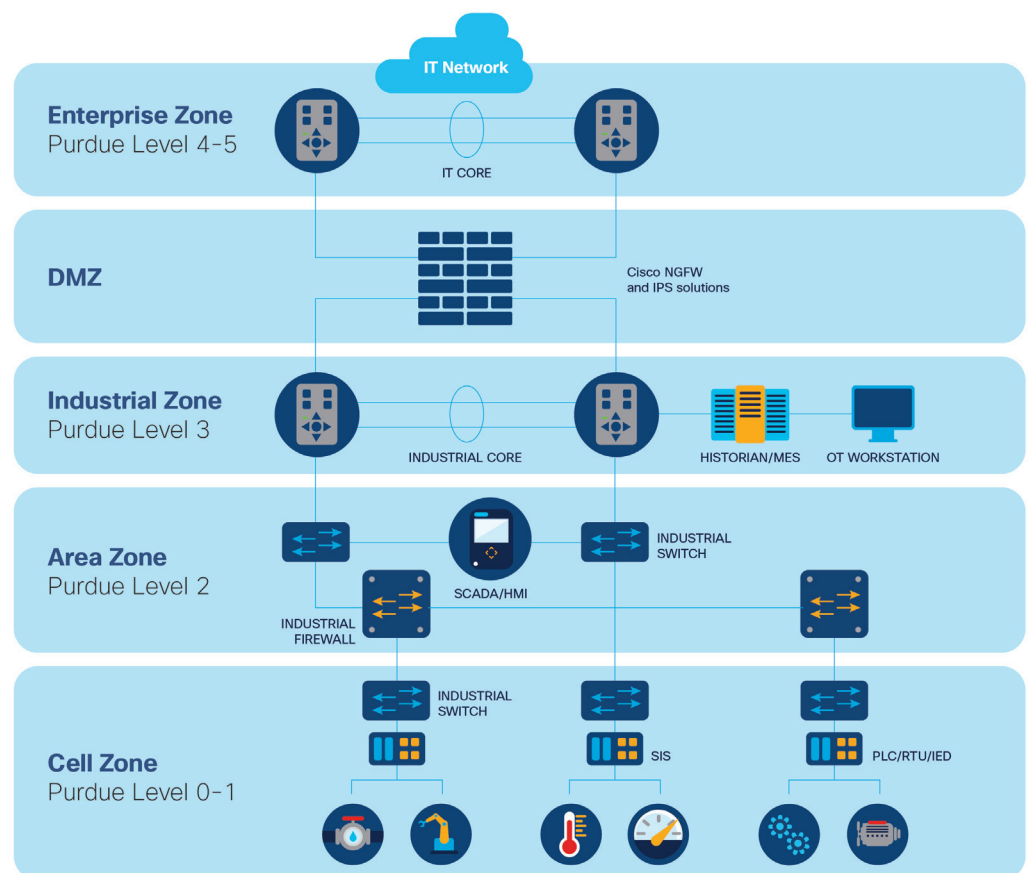 IT Network
Enterprise Zone
Purdue Level 4-5
IT CORE
DMZ
Cisco NGFW
and IPS solutions
Industrial Zone
Purdue Level 3
INDUSTRIAL CORE
HISTORIAN/MES
OT WORKSTATION
Area Zone
Purdue Level 2
SCADA/HMI
INDUSTRIAL
SWITCH
INDUSTRIAL
FIREWALL
Cell Zone
Purdue Level 0-1
INDUSTRIAL
SWITCH
SIS
PLC/RTU/IED